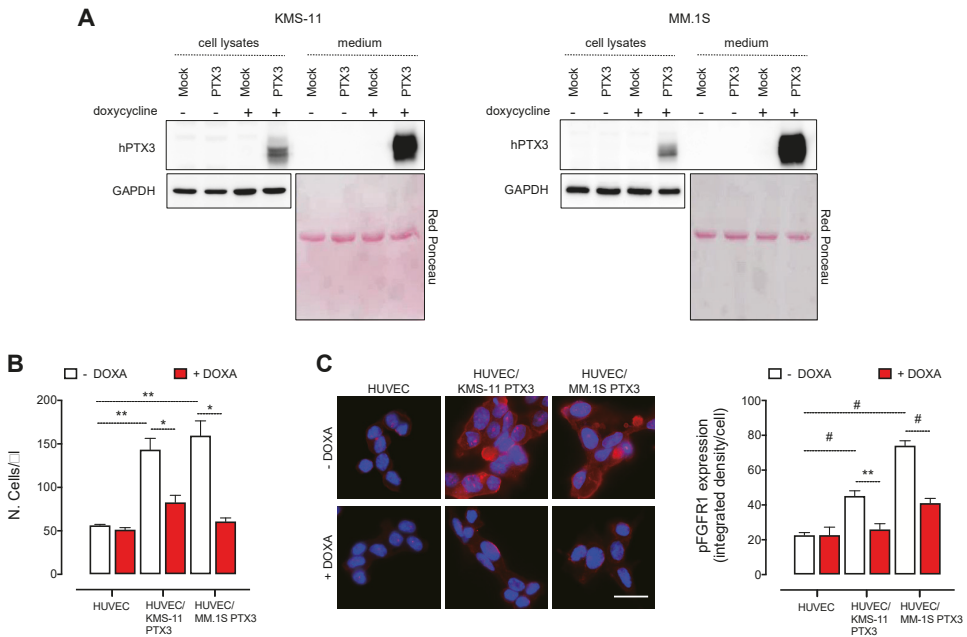 A
KMS-11
cell lysates
medium
Mock
PTX3
Mock
PTX3
Mock
PTX3
Mock
PTX3
doxycycline - - + + - - + +
hPTX3
GAPDH
Red Ponceau
MM.1S
cell lysates
medium
Mock
PTX3
Mock
PTX3
Mock
PTX3
Mock
PTX3
doxycycline - - + + - - + +
hPTX3
GAPDH
Red Ponceau
B
- DOXA + DOXA
N. Cells/□l
200
150
100
50
0
**
**
*
*
HUVEC
HUVEC/
KMS-11
PTX3
HUVEC/
MM.1S PTX3
C
HUVEC
HUVEC/
KMS-11 PTX3
HUVEC/
MM.1S PTX3
- DOXA
+ DOXA
- DOXA + DOXA
pFGFR1 expression
(integrated density/cell)
100
80
60
40
20
0
#
#
#
**
HUVEC
HUVEC/
KMS-11
PTX3
HUVEC/
MM-1S PTX3